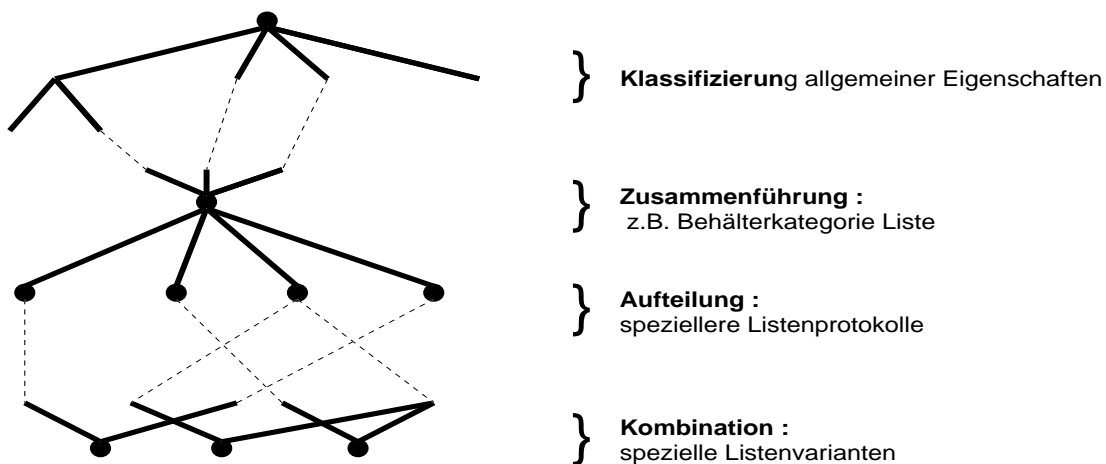 } Klassifizierung allgemeiner Eigenschaften
} Zusammenführung :
z.B. Behälterkategorie Liste
} Aufteilung :
speziellere Listenprotokolle
} Kombination :
spezielle Listenvarianten